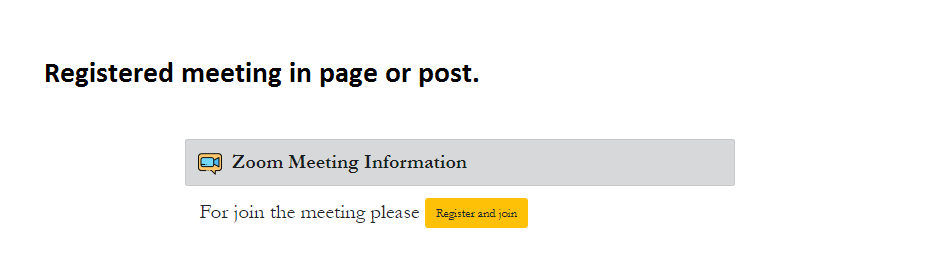 Registered meeting in page or post.
Zoom Meeting Information
For join the meeting please Register and join